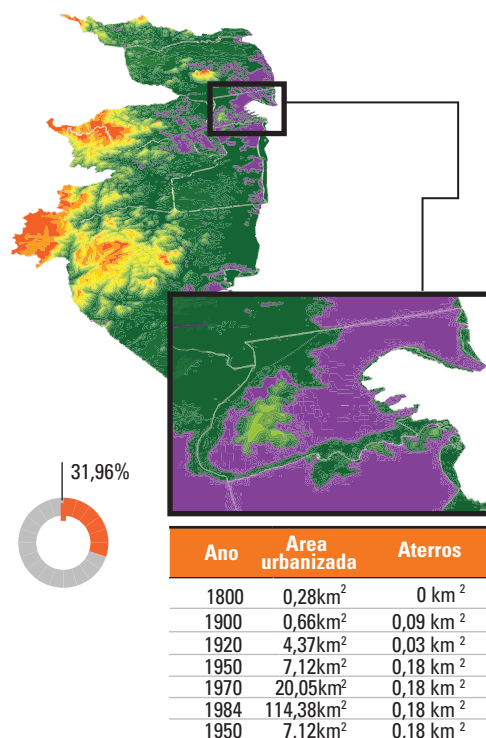 31,96%
Ano Area urbanizada Aterros
1800 0,28km² 0 km ²
1900 0,66km² 0,09 km ²
1920 4,37km² 0,03 km ²
1950 7,12km² 0,18 km ²
1970 20,05km² 0,18 km ²
1984 114,38km² 0,18 km ²
1950 7,12km² 0,18 km ²